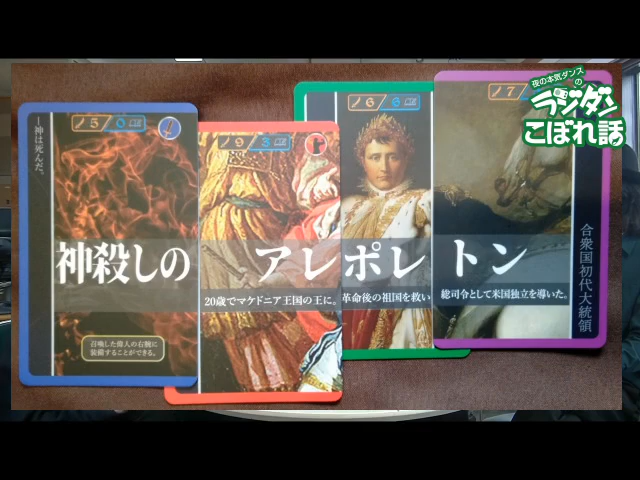 夜の本気ダンスの
ラジダン
こぼれ話
5 0
9 3
6 6
7
―神は死んだ。
神殺しの
アレ
ポレ
トン
20歳でマケドニア王国の王に。
革命後の祖国を救い
総司令として米国独立を導いた。
合衆国初代大統領
召喚した偉人の右腕に
装備することができる。